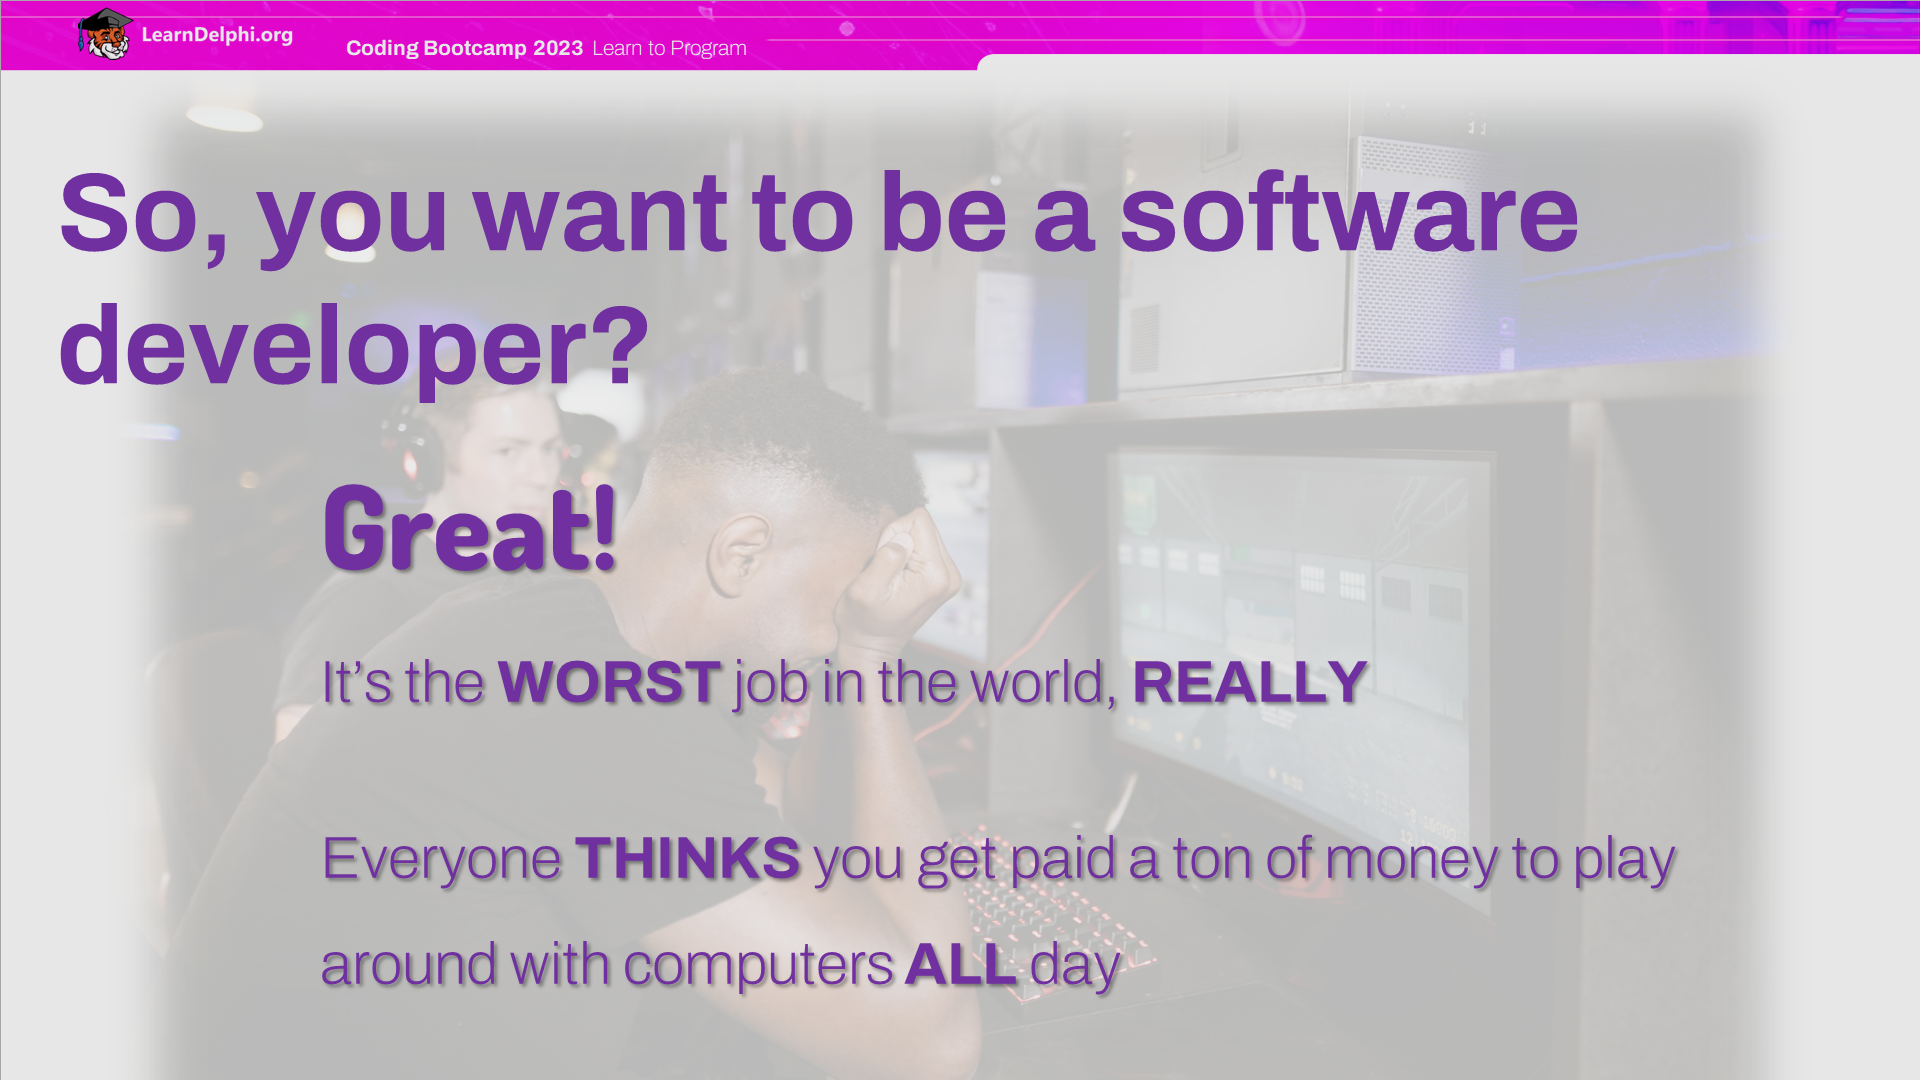 LearnDelphi.org
Coding Bootcamp 2023 Learn to Program
So, you want to be a software
developer?
Great!
It’s the WORST job in the world, REALLY
Everyone THINKS you get paid a ton of money to play
around with computers ALL day